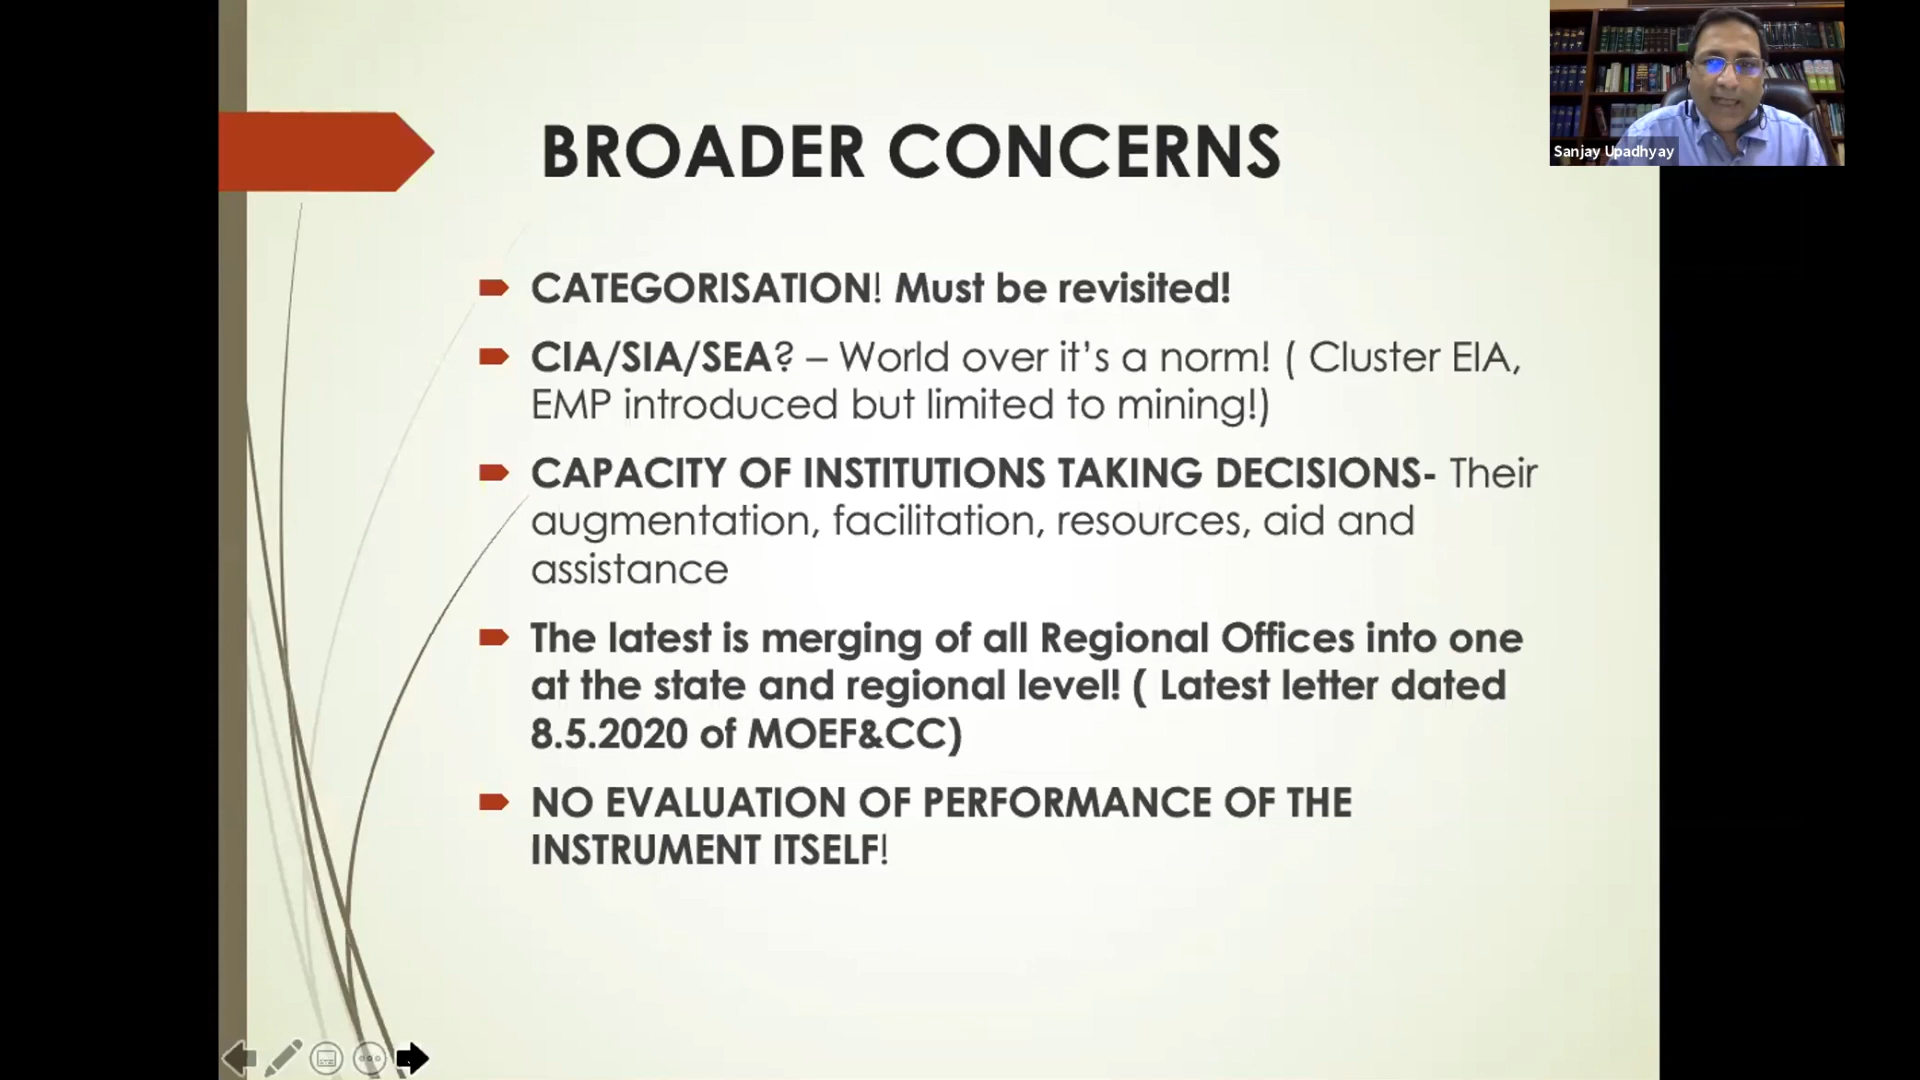 BROADER CONCERNS
Sanjay Upadhyay
CATEGORISATION! Must be revisited!
CIA/SIA/SEA? – World over it's a norm! ( Cluster EIA,
EMP introduced but limited to mining!)
CAPACITY OF INSTITUTIONS TAKING DECISIONS- Their
augmentation, facilitation, resources, aid and
assistance
The latest is merging of all Regional Offices into one
at the state and regional level! ( Latest letter dated
8.5.2020 of MOEF&CC)
NO EVALUATION OF PERFORMANCE OF THE
INSTRUMENT ITSELF!